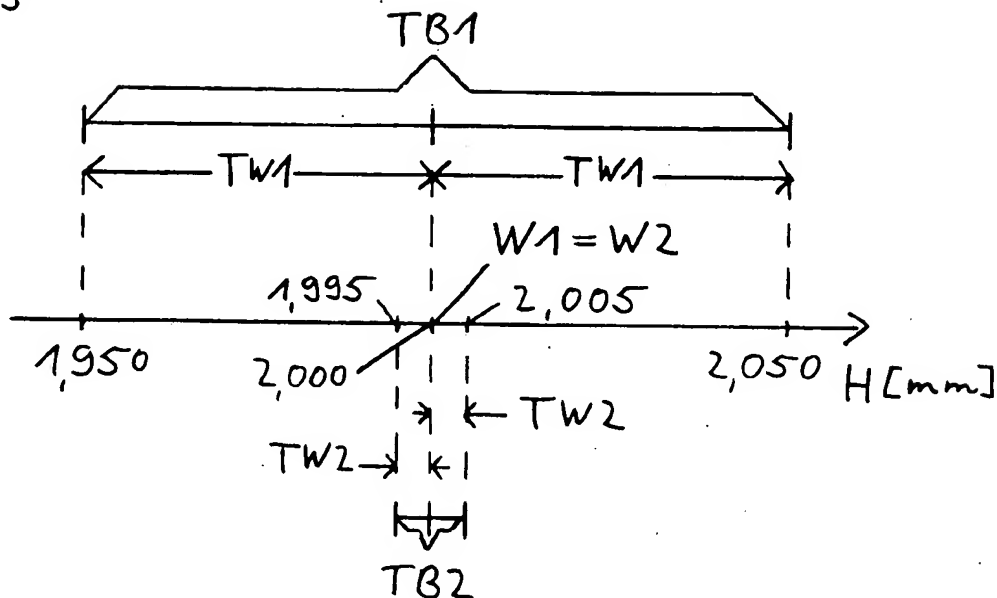 TB1
TW1 TW1
W1 = W2
1,995 2,005
1,950 2,000 2,050 H [mm]
TW2
TW2
TB2